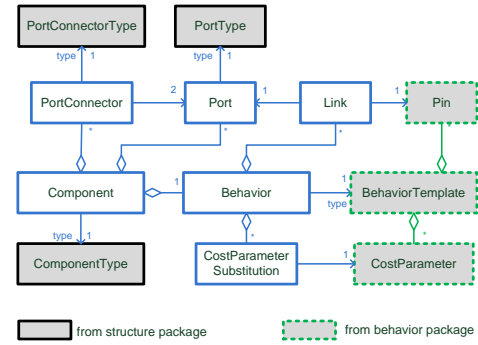 PortConnectorType
PortType
type 1
type 1
PortConnector
2
Port
1
Link
1
Pin
*
*
*
*
Component
1
Behavior
1
type
BehaviorTemplate
type 1
*
*
ComponentType
CostParameter
Substitution
1
CostParameter
from structure package
from behavior package